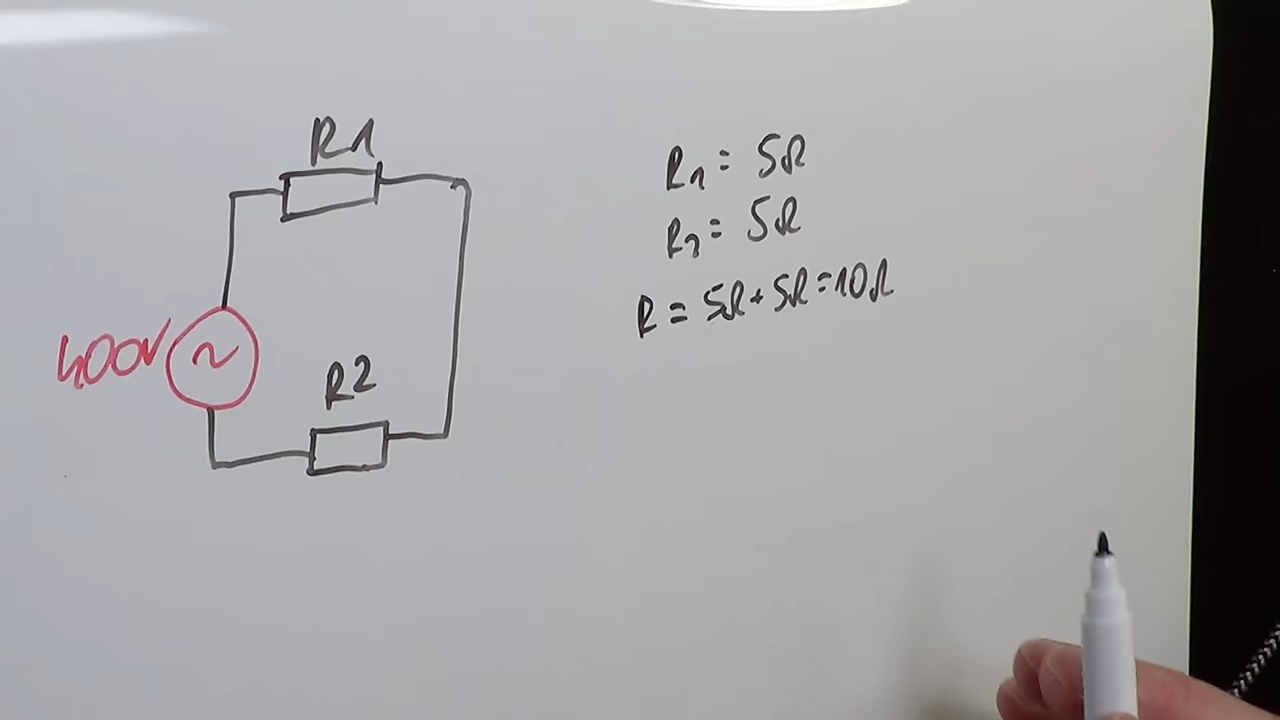 R1
400V
~
R2
R₁ = 5Ω
R₂ = 5Ω
R = 5Ω + 5Ω = 10Ω